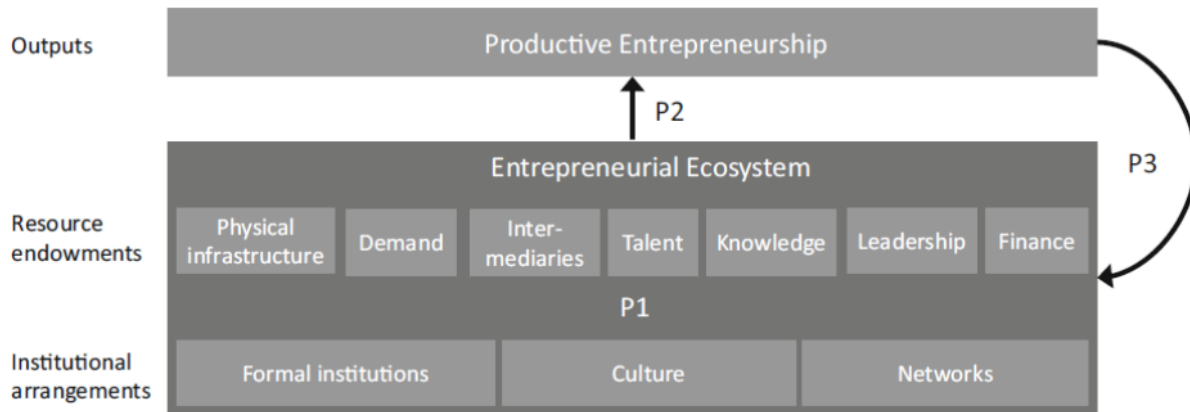 Outputs
Productive Entrepreneurship
P2
P3
Entrepreneurial Ecosystem
Resource
endowments
Physical
infrastructure
Demand
Inter-
mediaries
Talent
Knowledge
Leadership
Finance
P1
Institutional
arrangements
Formal institutions
Culture
Networks